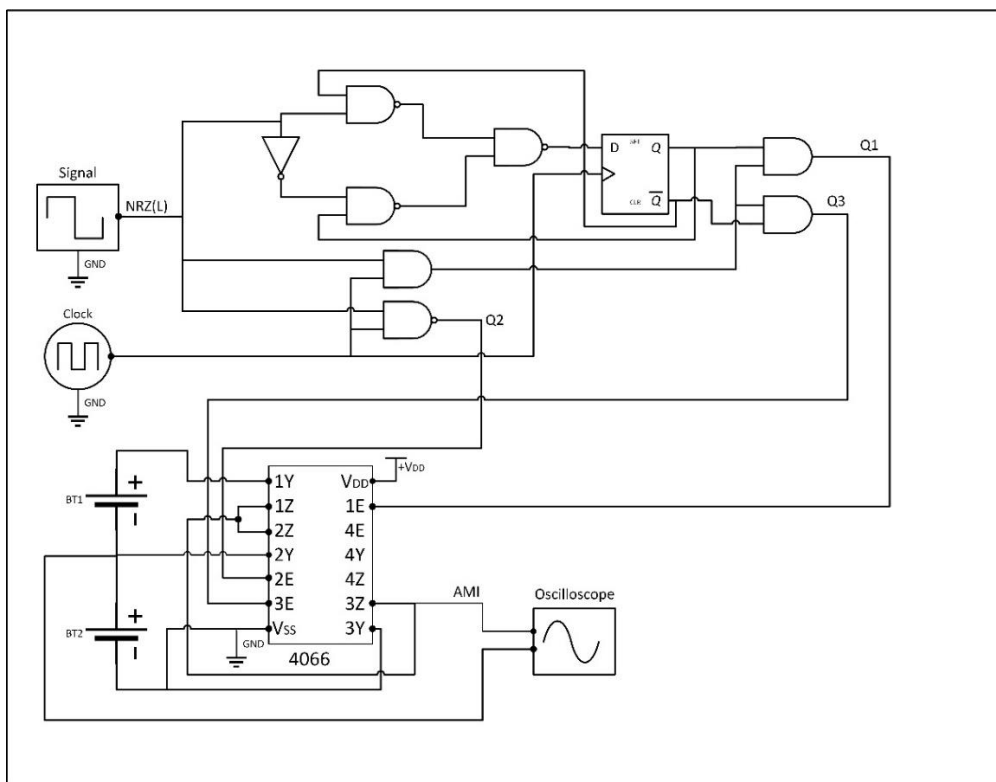 Signal
NRZ(L)
GND
Clock
GND
D
Q
CLR
Q
Q1
Q3
Q2
+VDD
BT1
+
-
BT2
+
-
1Y
1Z
2Z
2Y
2E
3E
VSS
VDD
1E
4E
4Y
4Z
3Z
3Y
GND
4066
AMI
Oscilloscope